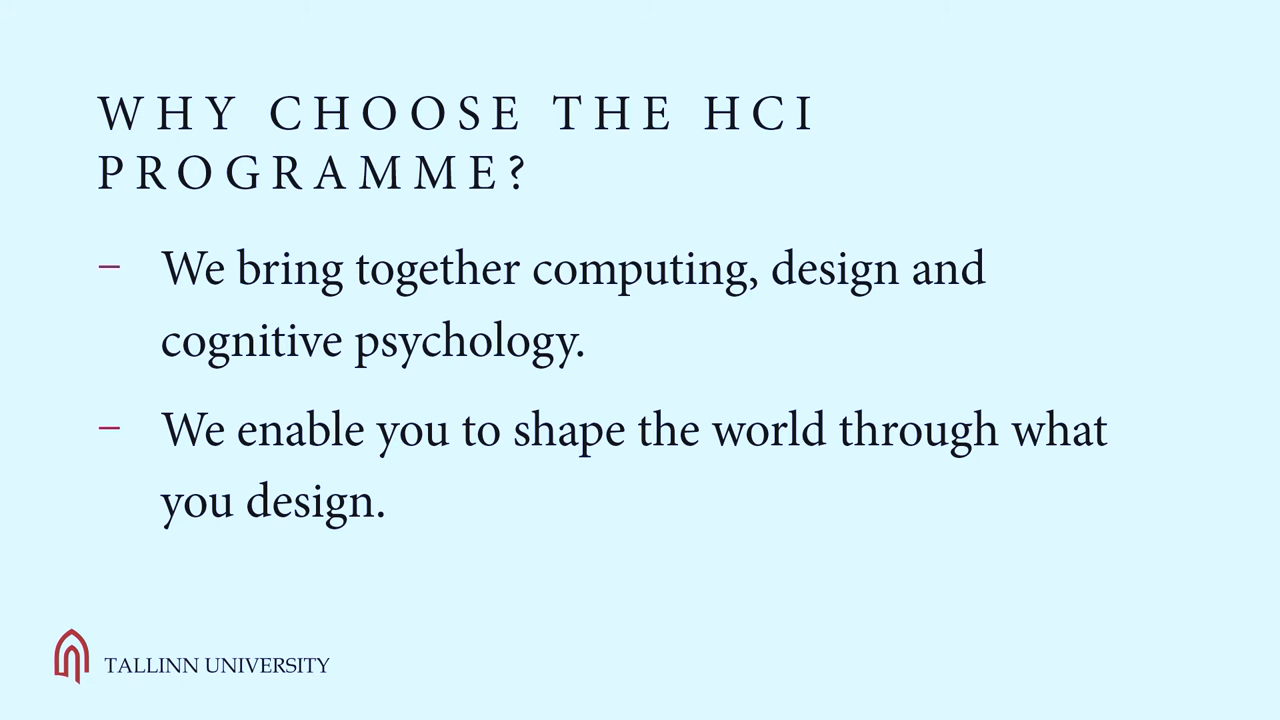 WHY CHOOSE THE HCI
PROGRAMME?
– We bring together computing, design and
cognitive psychology.
– We enable you to shape the world through what
you design.
TALLINN UNIVERSITY